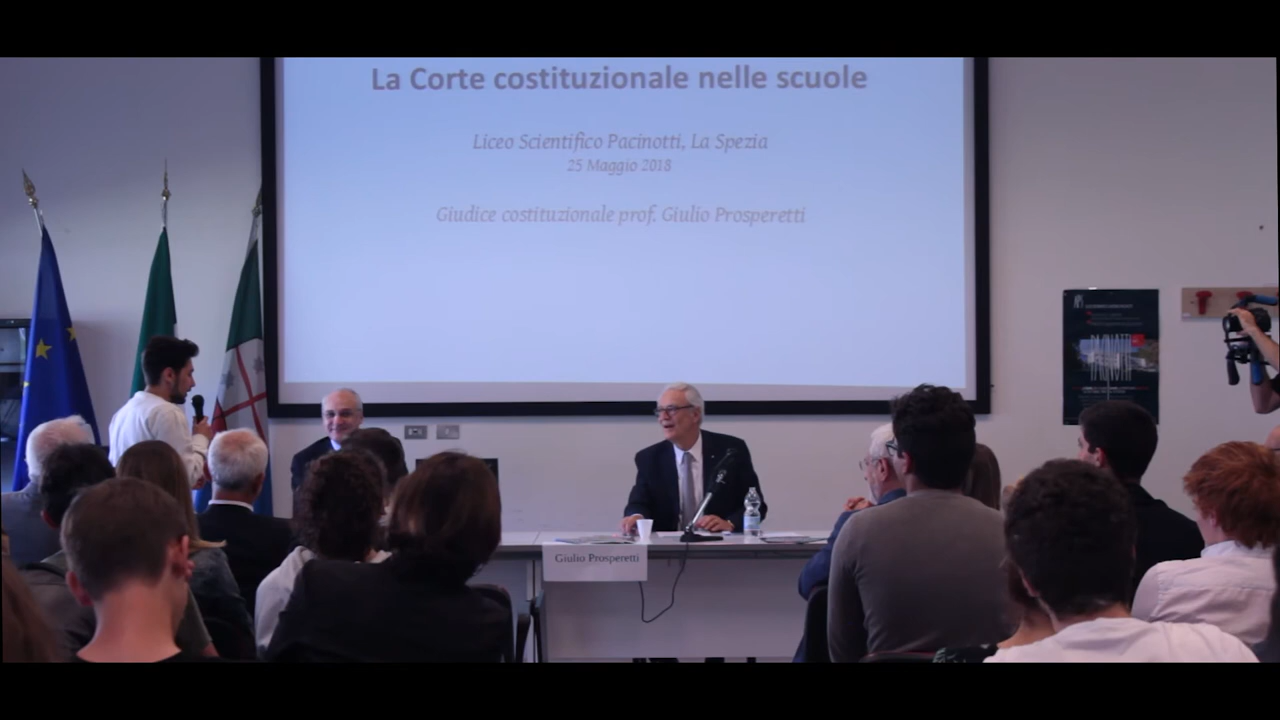 La Corte costituzionale nelle scuole
Liceo Scientifico Pacinotti, La Spezia
25 Maggio 2018
Giudice costituzionale prof. Giulio Prosperetti
Giulio Prosperetti